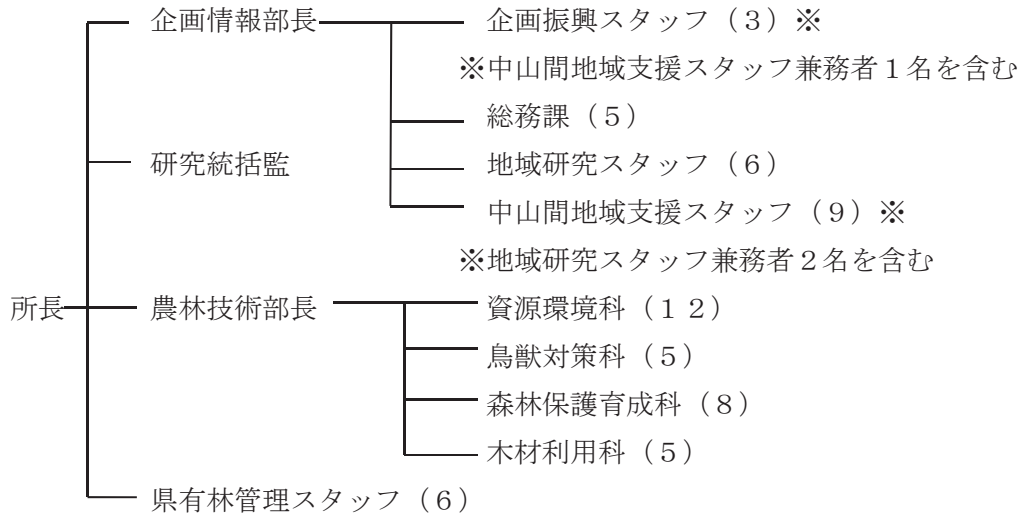 企画情報部長 企画振興スタッフ（３）※
※中山間地域支援スタッフ兼務者１名を含む
総務課（５）
研究統括監 地域研究スタッフ（６）
中山間地域支援スタッフ（９）※
※地域研究スタッフ兼務者２名を含む
所長 農林技術部長 資源環境科（１２）
鳥獣対策科（５）
森林保護育成科（８）
木材利用科（５）
県有林管理スタッフ（６）